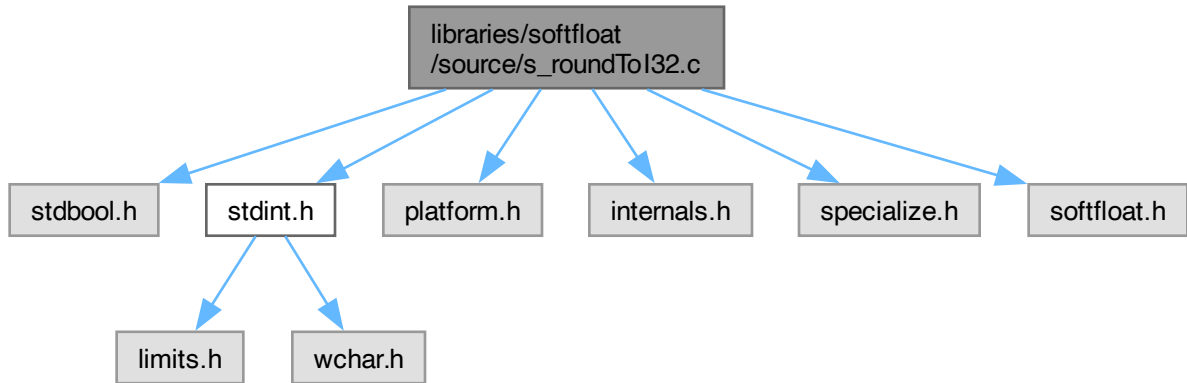 libraries/softfloat
/source/s_roundToI32.c
stdbool.h
stdint.h
platform.h
internals.h
specialize.h
softfloat.h
limits.h
wchar.h